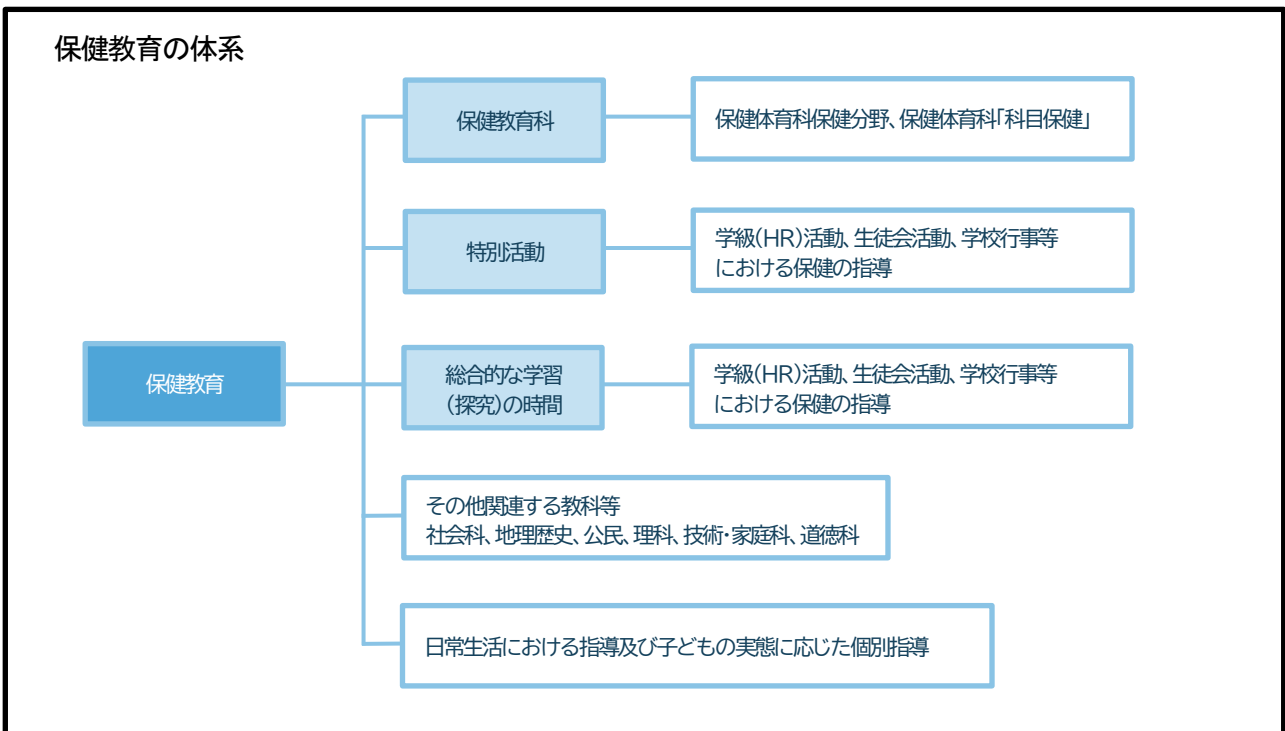 保健教育の体系
保健教育科
保健体育科保健分野、保健体育科「科目保健」
特別活動
学級(HR)活動、生徒会活動、学校行事等
における保健の指導
保健教育
総合的な学習
(探究)の時間
学級(HR)活動、生徒会活動、学校行事等
における保健の指導
その他関連する教科等
社会科、地理歴史、公民、理科、技術・家庭科、道徳科
日常生活における指導及び子どもの実態に応じた個別指導